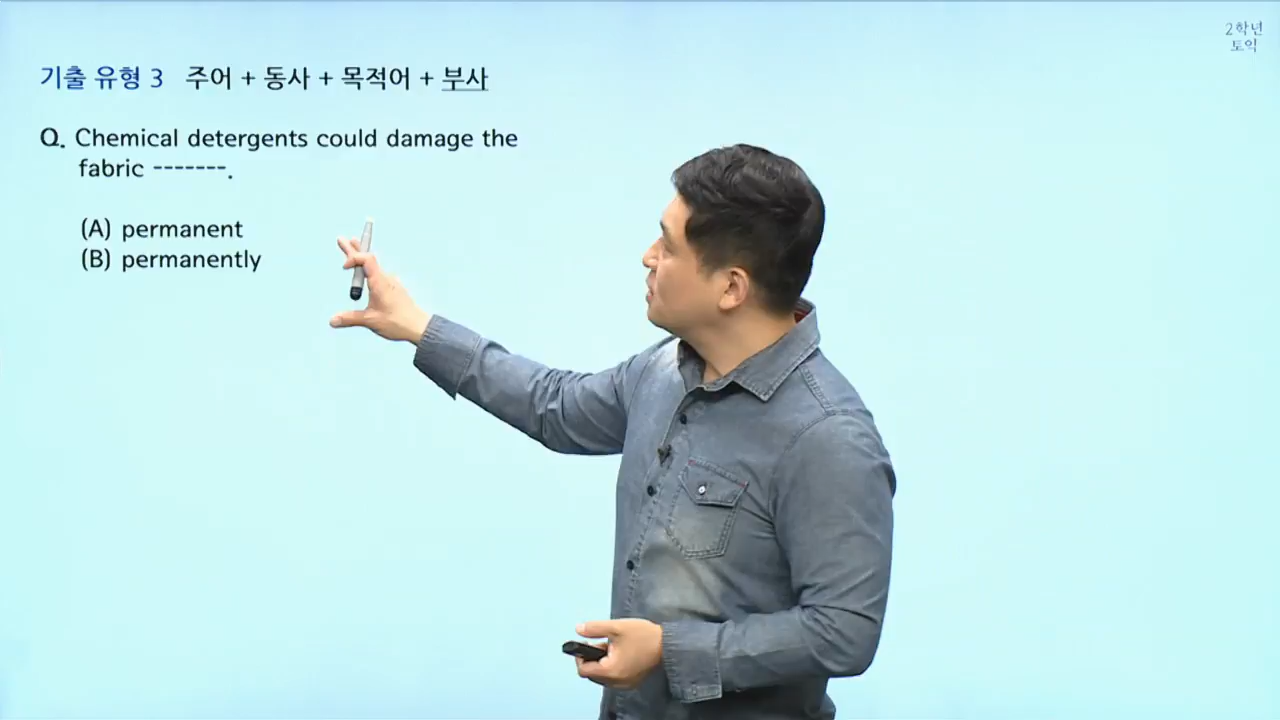 2학년
토익
기출 유형 3 주어 + 동사 + 목적어 + 부사
Q. Chemical detergents could damage the
fabric -------.
(A) permanent
(B) permanently